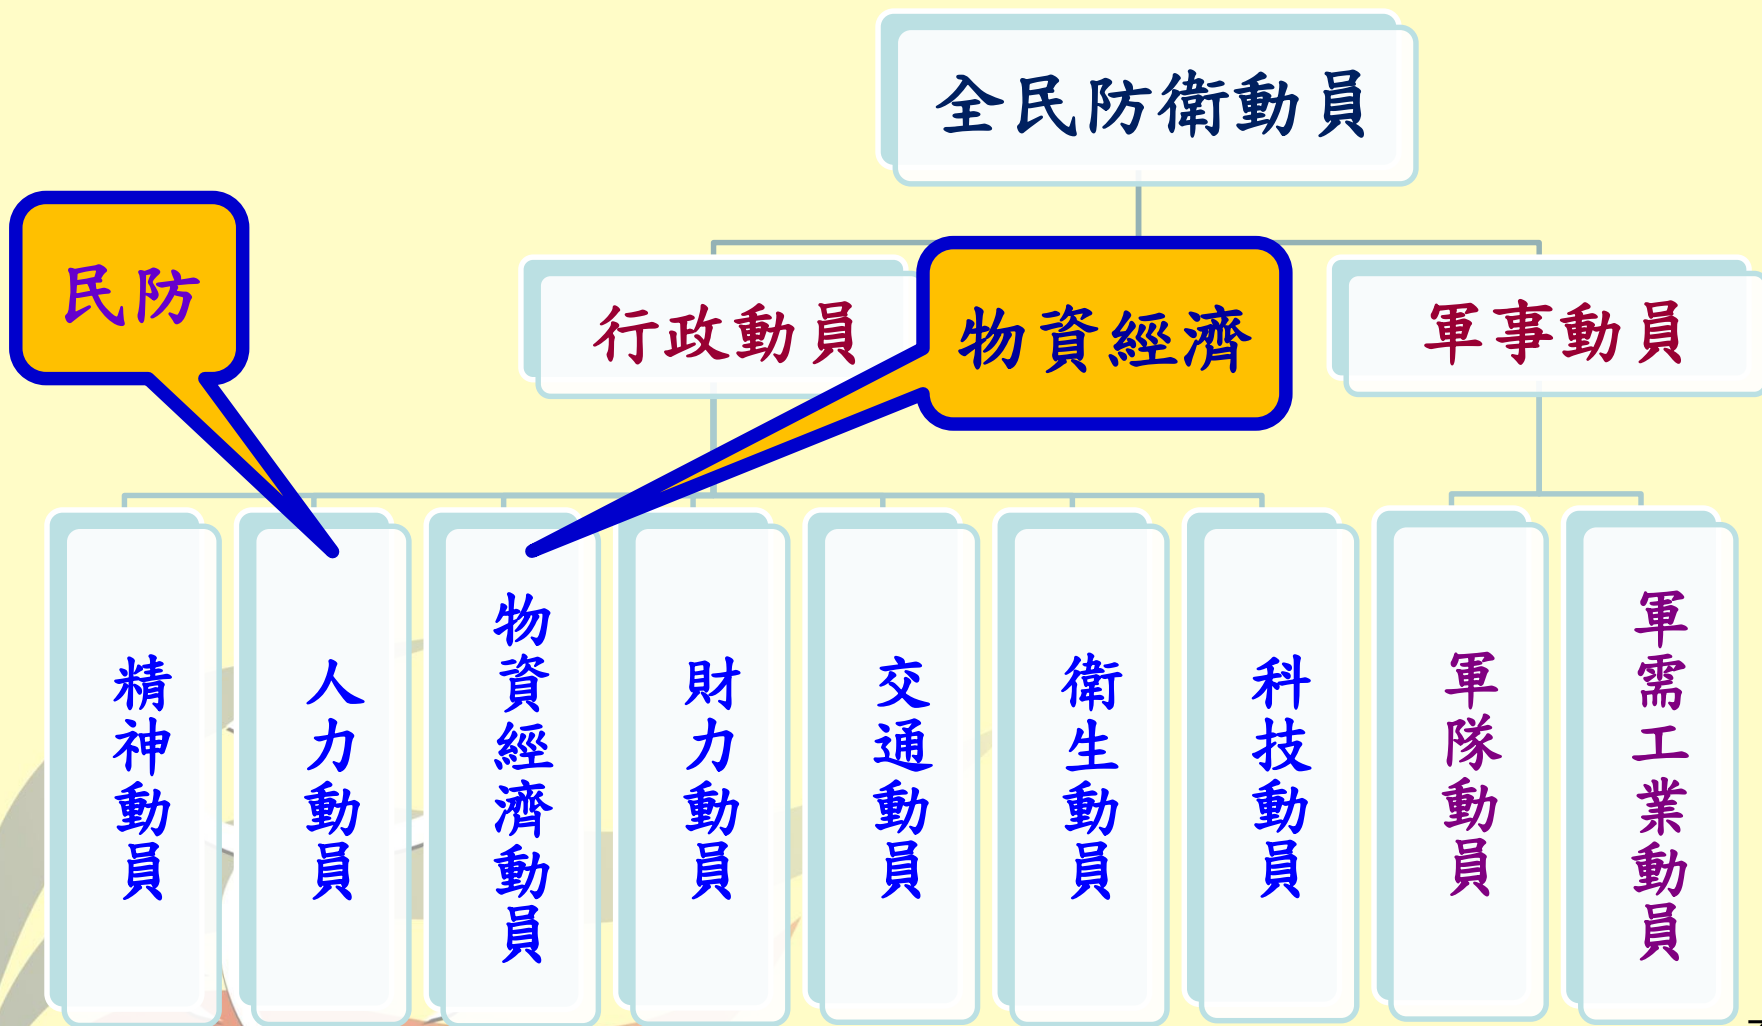 全民防衛動員
民防
行政動員
物資經濟
軍事動員
精神動員
人力動員
物資經濟動員
財力動員
交通動員
衛生動員
科技動員
軍隊動員
軍需工業動員